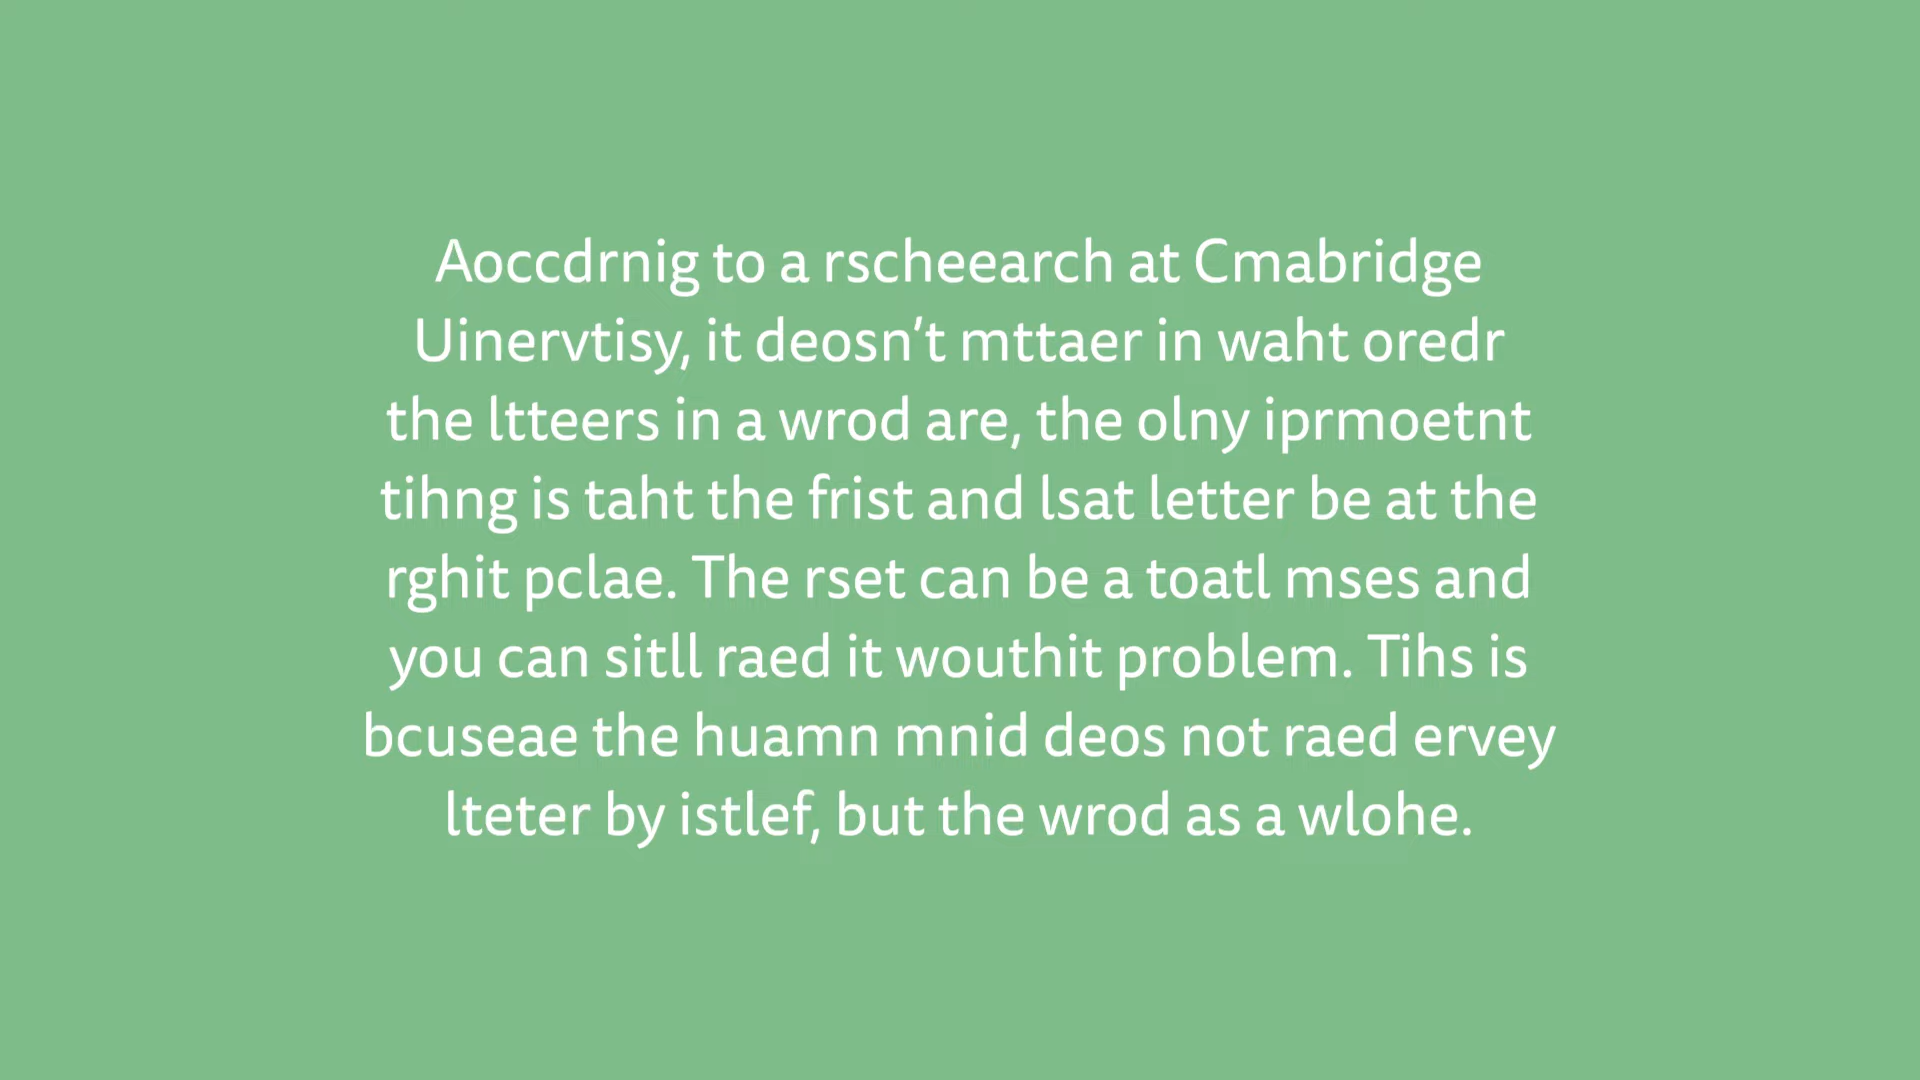 Aoccdrnig to a rscheearch at Cmabridge
Uinervtisy, it deosn’t mttaer in waht oredr
the ltteers in a wrod are, the olny iprmoetnt
tihng is taht the frist and lsat letter be at the
rghit pclae. The rset can be a toatl mses and
you can sitll raed it wouthit problem. Tihs is
bcuseae the huamn mnid deos not raed ervey
lteter by istlef, but the wrod as a wlohe.